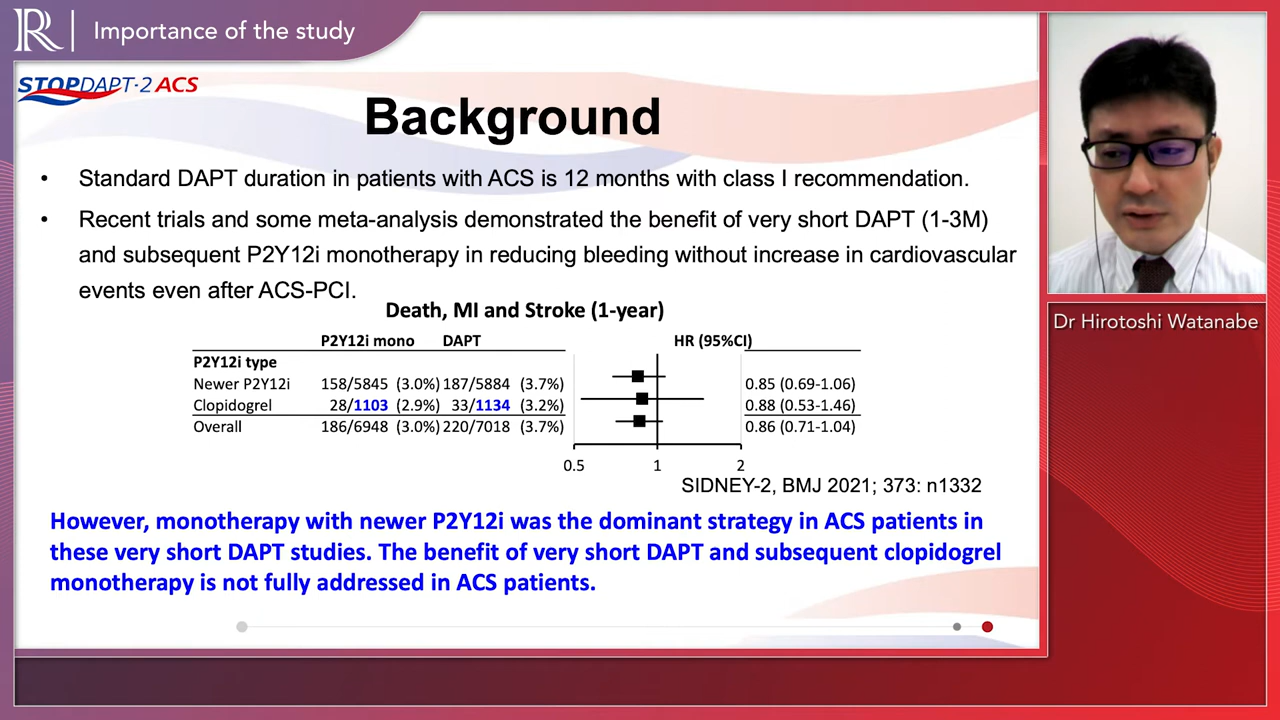 R | Importance of the study
STOPDAPT-2 ACS
Background
• Standard DAPT duration in patients with ACS is 12 months with class I recommendation.
• Recent trials and some meta-analysis demonstrated the benefit of very short DAPT (1-3M)
and subsequent P2Y12i monotherapy in reducing bleeding without increase in cardiovascular
events even after ACS-PCI.
Death, MI and Stroke (1-year)
P2Y12i mono DAPT HR (95%CI)
P2Y12i type
Newer P2Y12i 158/5845 (3.0%) 187/5884 (3.7%) 0.85 (0.69-1.06)
Clopidogrel 28/1103 (2.9%) 33/1134 (3.2%) 0.88 (0.53-1.46)
Overall 186/6948 (3.0%) 220/7018 (3.7%) 0.86 (0.71-1.04)
0.5 1 2
SIDNEY-2, BMJ 2021; 373: n1332
However, monotherapy with newer P2Y12i was the dominant strategy in ACS patients in
these very short DAPT studies. The benefit of very short DAPT and subsequent clopidogrel
monotherapy is not fully addressed in ACS patients.
Dr Hirotoshi Watanabe